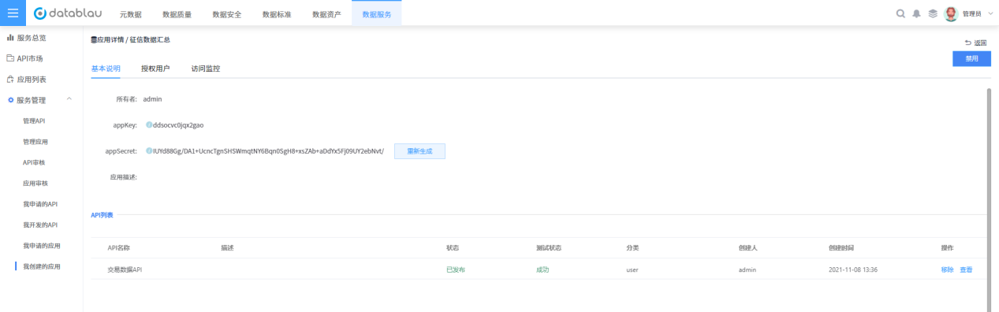 datablau 元数据 数据质量 数据安全 数据标准 数据资产 数据服务 管理员
服务总览
API市场
应用列表
服务管理
管理API
管理应用
API审核
应用审核
我申请的API
我开发的API
我申请的应用
我创建的应用
应用详情 / 征信数据汇总
返回
禁用
基本说明 授权用户 访问监控
所有者: admin
appKey: ddsocvc0jqx2gao
appSecret: IUYd88Gg/DA1+UcncTgnSHSWmqtNY6Bqn0SgH8+xsZAb+aDdYx5Fj09UY2ebNvt/ 重新生成
应用描述:
API列表
API名称 描述 状态 测试状态 分类 创建人 创建时间 操作
交易数据API 已发布 成功 user admin 2021-11-08 13:36 移除 查看